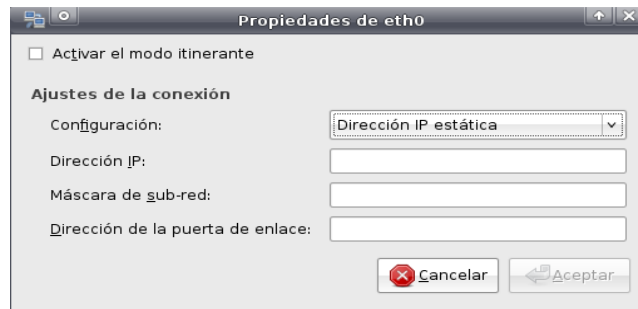 Propiedades de eth0
Activar el modo itinerante
Ajustes de la conexión
Configuración: Dirección IP estática
Dirección IP:
Máscara de sub-red:
Dirección de la puerta de enlace:
Cancelar Aceptar